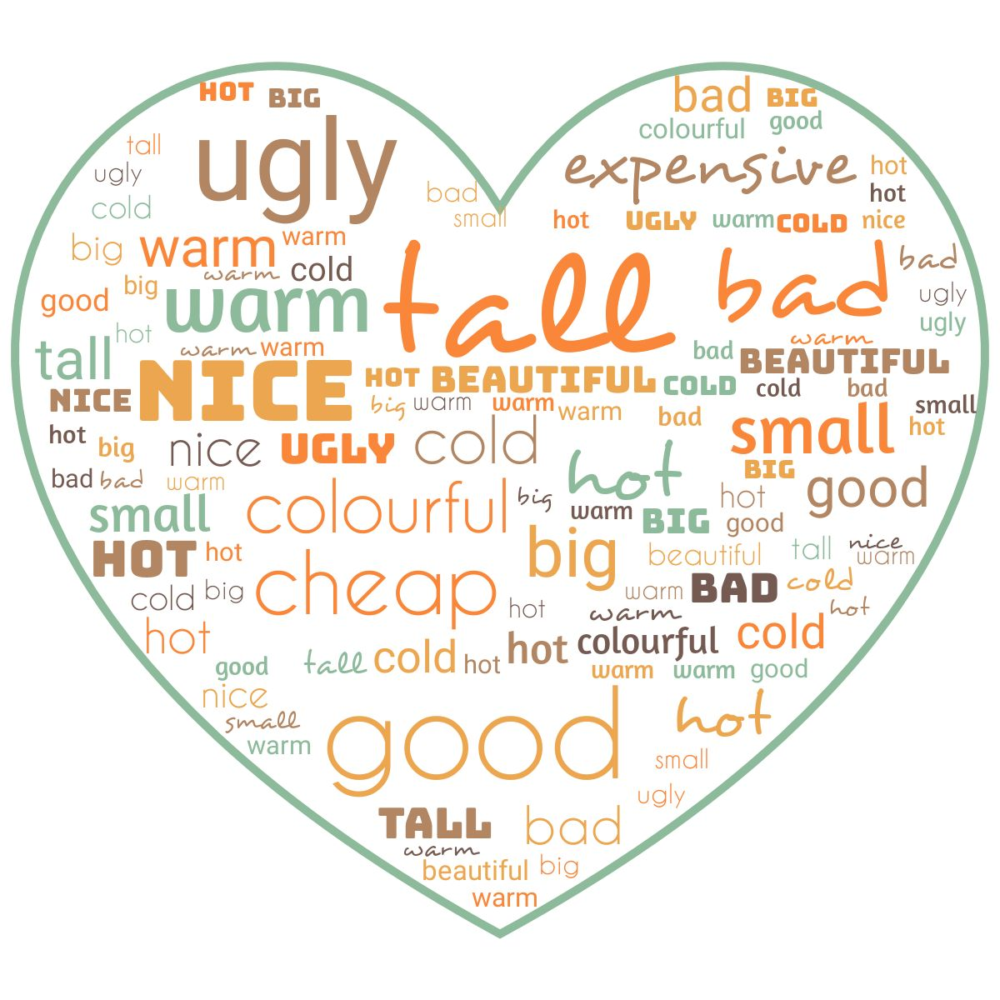 HOT BIG
bad BIG
colourful good
tall ugly expensive hot
ugly bad hot
cold small hot UGLY warm COLD nice
big warm warm
warm cold tall bad bad
good big warm ugly
tall hot ugly
warm warm bad warm
NICE NICE HOT BEAUTIFUL COLD BEAUTIFUL
big warm warm warm cold bad
hot big bad small small hot
nice UGLY cold
bad bad warm hot BIG good
small colourful big warm hot
BIG good
HOT hot big beautiful tall nice warm
cold big cheap warm BAD cold
hot hot warm hot
hot colourful cold
good tall cold hot warm warm good
nice
small good hot
warm small
ugly
TALL bad
warm
beautiful big
warm